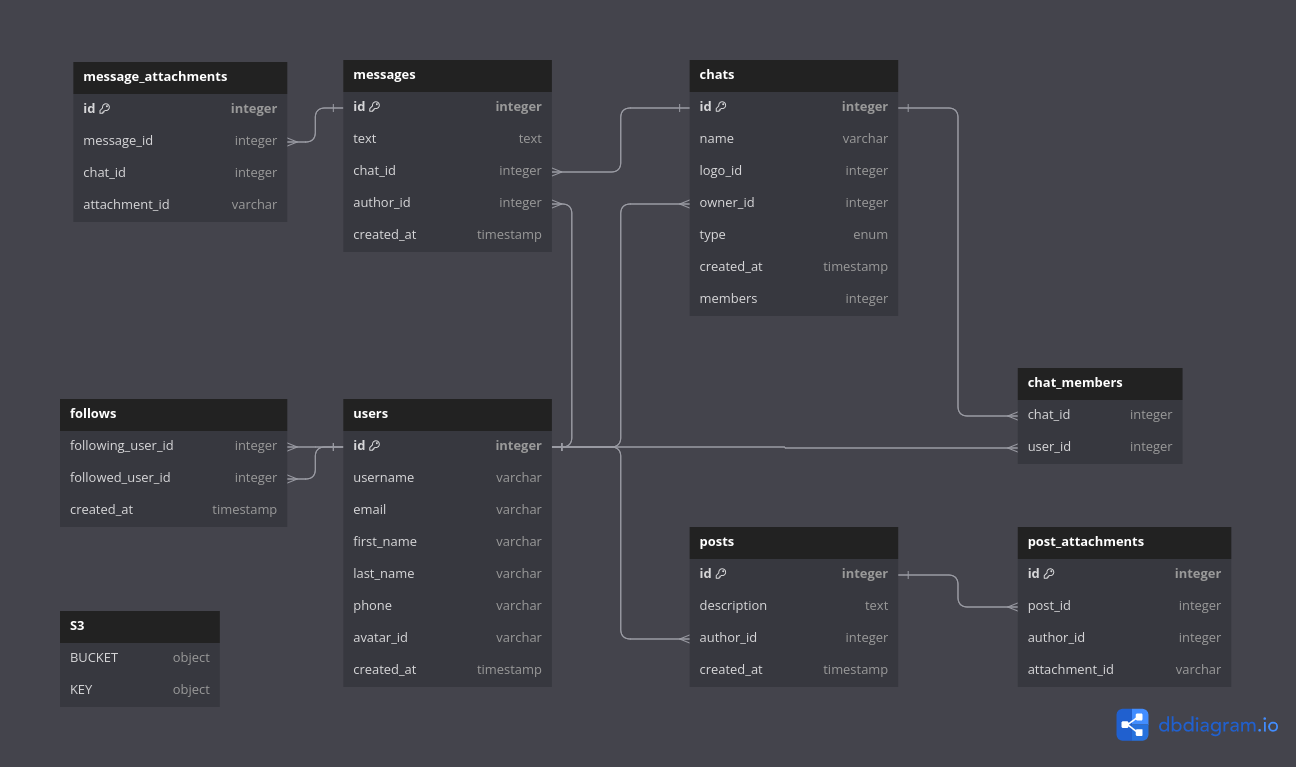 message_attachments
id integer
message_id integer
chat_id integer
attachment_id varchar
messages
id integer
text text
chat_id integer
author_id integer
created_at timestamp
chats
id integer
name varchar
logo_id integer
owner_id integer
type enum
created_at timestamp
members integer
chat_members
chat_id integer
user_id integer
follows
following_user_id integer
followed_user_id integer
created_at timestamp
users
id integer
username varchar
email varchar
first_name varchar
last_name varchar
phone varchar
avatar_id varchar
created_at timestamp
posts
id integer
description text
author_id integer
created_at timestamp
post_attachments
id integer
post_id integer
author_id integer
attachment_id varchar
S3
BUCKET object
KEY object
dbdiagram.io